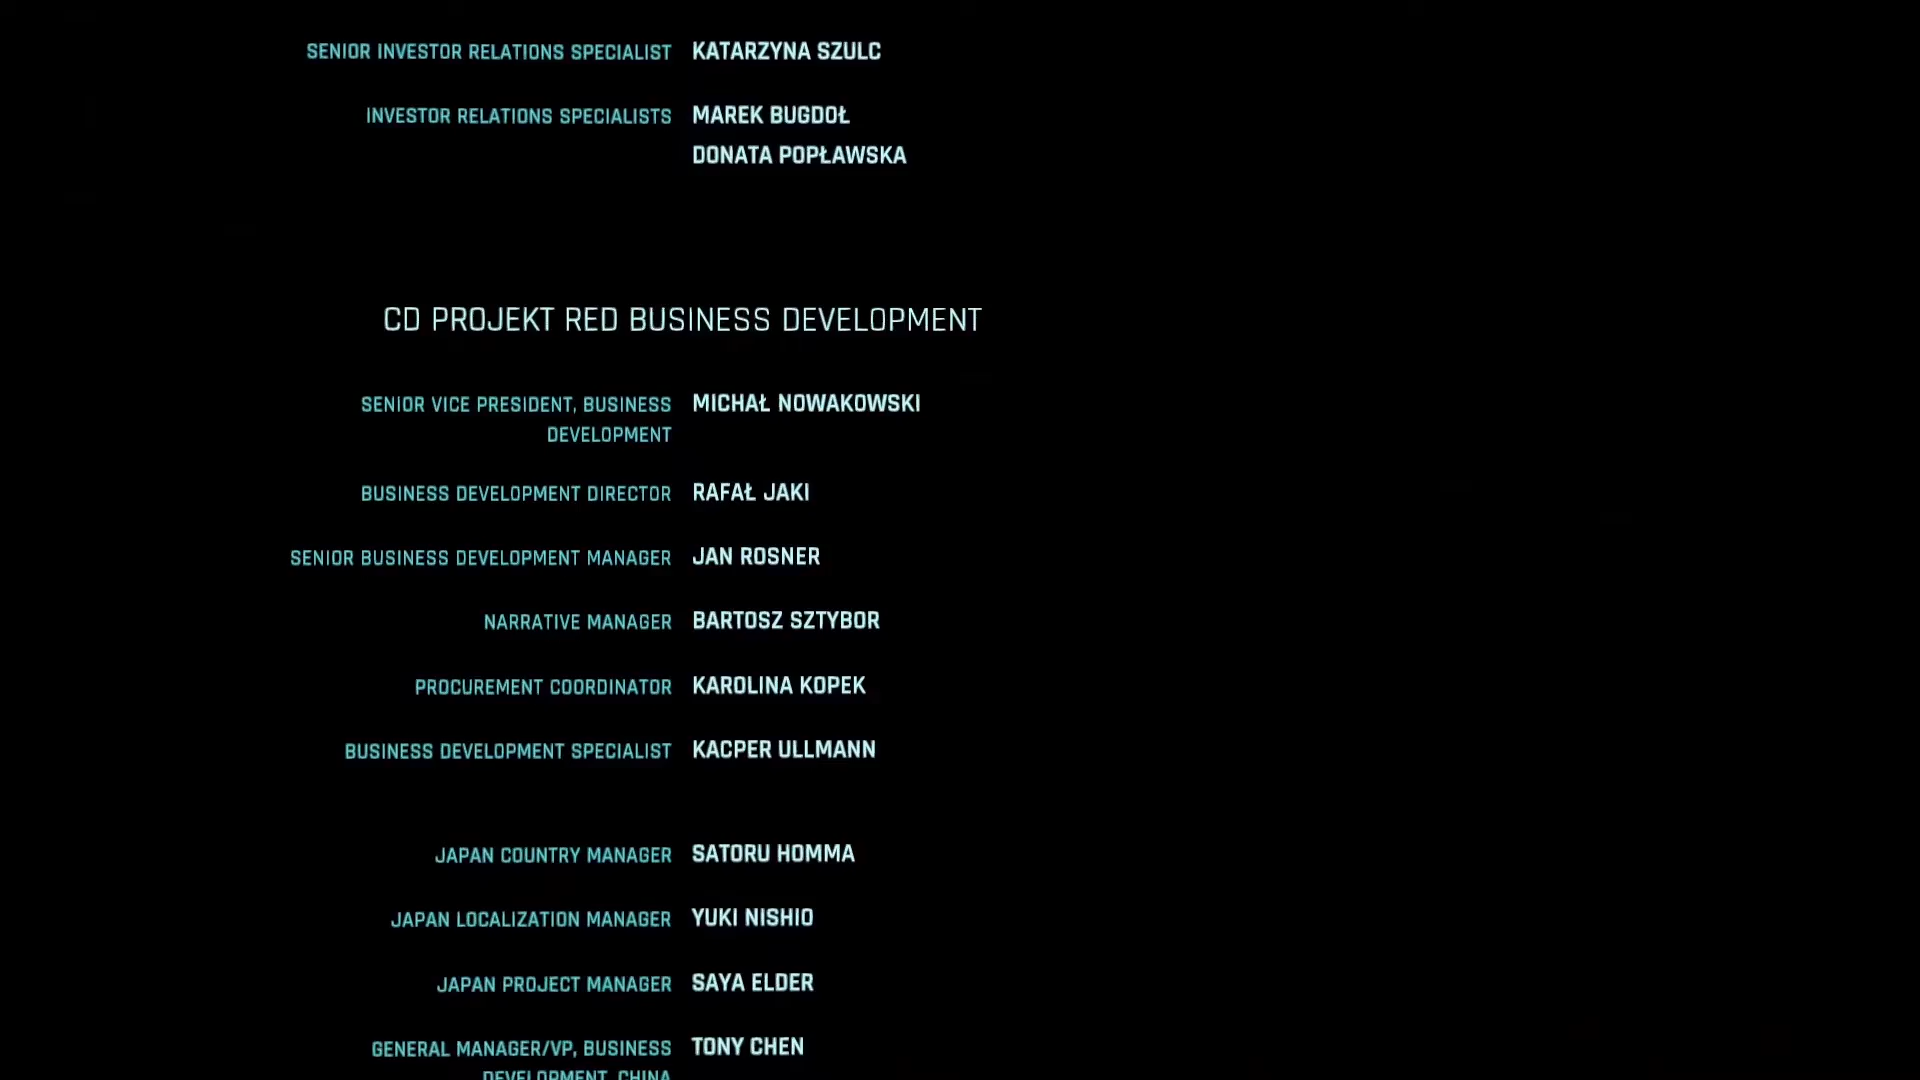 SENIOR INVESTOR RELATIONS SPECIALIST KATARZYNA SZULC
INVESTOR RELATIONS SPECIALISTS MAREK BUGDOŁ
DONATA POPŁAWSKA
CD PROJEKT RED BUSINESS DEVELOPMENT
SENIOR VICE PRESIDENT, BUSINESS MICHAŁ NOWAKOWSKI
DEVELOPMENT
BUSINESS DEVELOPMENT DIRECTOR RAFAŁ JAKI
SENIOR BUSINESS DEVELOPMENT MANAGER JAN ROSNER
NARRATIVE MANAGER BARTOSZ SZTYBOR
PROCUREMENT COORDINATOR KAROLINA KOPEK
BUSINESS DEVELOPMENT SPECIALIST KACPER ULLMANN
JAPAN COUNTRY MANAGER SATORU HOMMA
JAPAN LOCALIZATION MANAGER YUKI NISHIO
JAPAN PROJECT MANAGER SAYA ELDER
GENERAL MANAGER/VP, BUSINESS TONY CHEN
DEVELOPMENT, CHINA